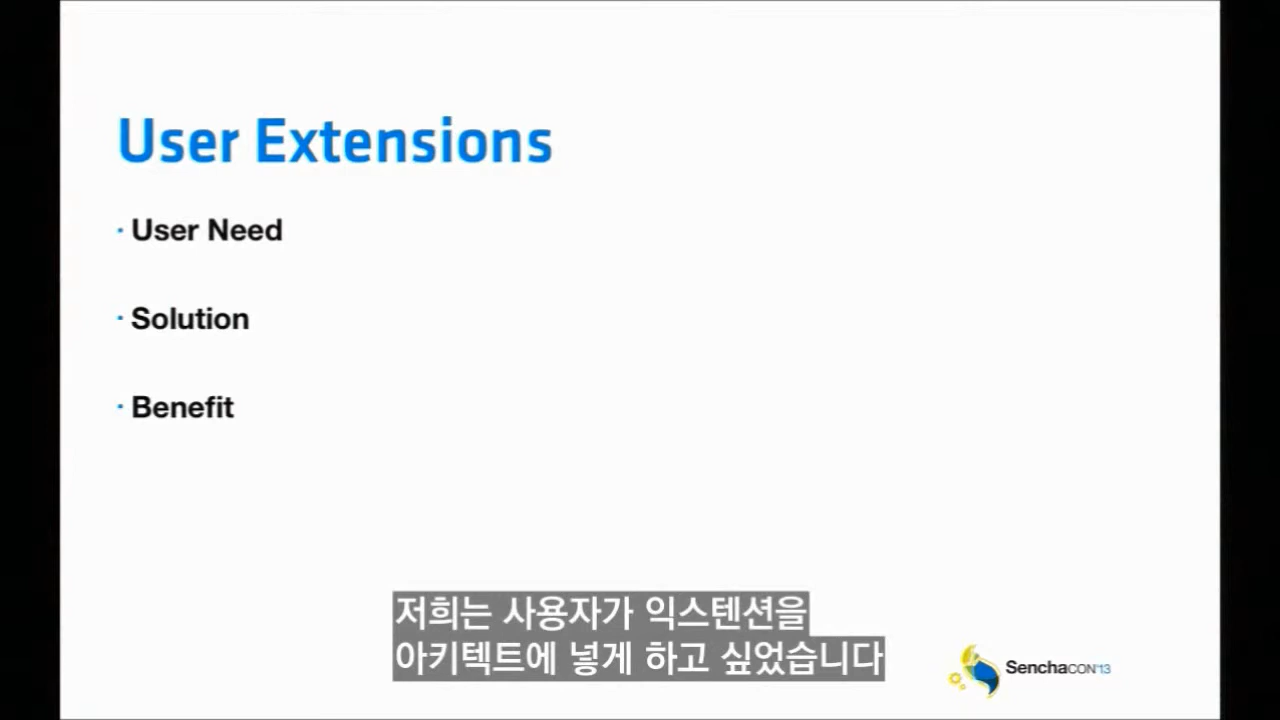 User Extensions
· User Need
· Solution
· Benefit
저희는 사용자가 익스텐션을
아키텍트에 넣게 하고 싶었습니다
SenchaCON'13